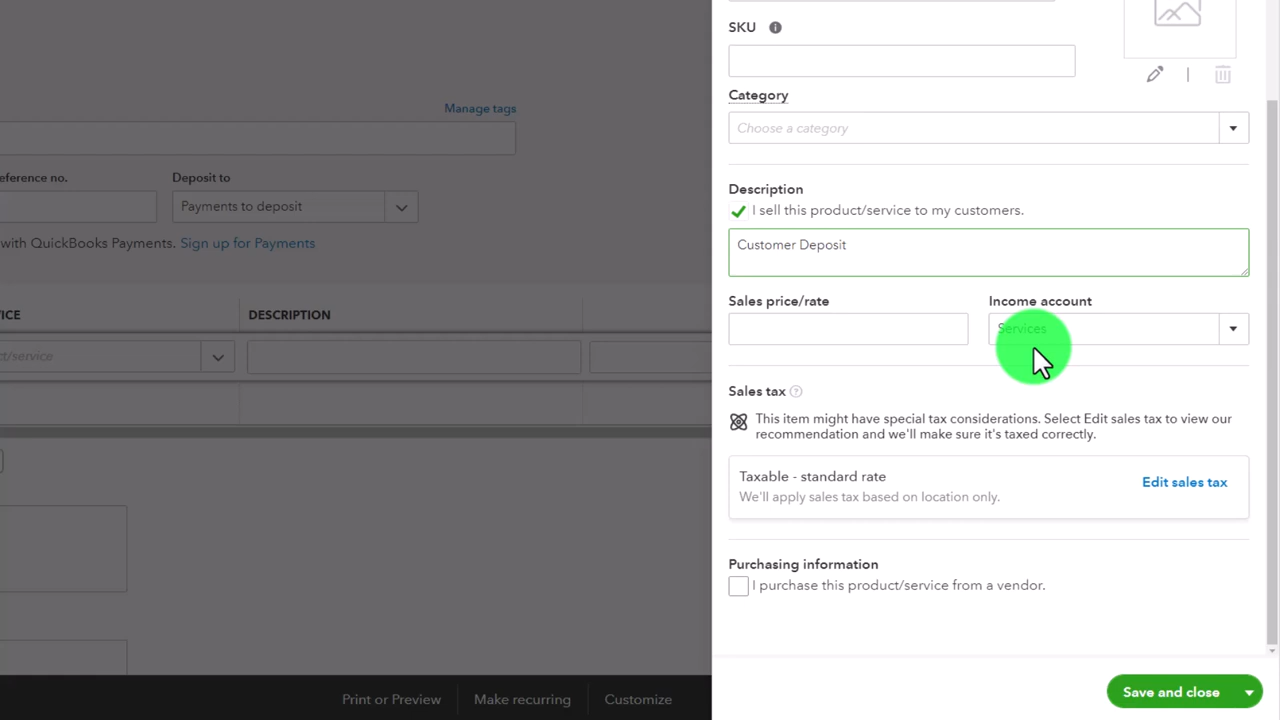 SKU
Category
Manage tags
Choose a category
eference no.
Deposit to
Payments to deposit
Description
I sell this product/service to my customers.
Customer Deposit
with QuickBooks Payments. Sign up for Payments
Sales price/rate
Income account
Services
VICE
DESCRIPTION
ct/service
Sales tax
This item might have special tax considerations. Select Edit sales tax to view our
recommendation and we'll make sure it's taxed correctly.
Taxable - standard rate
We'll apply sales tax based on location only.
Edit sales tax
Purchasing information
I purchase this product/service from a vendor.
Print or Preview
Make recurring
Customize
Save and close